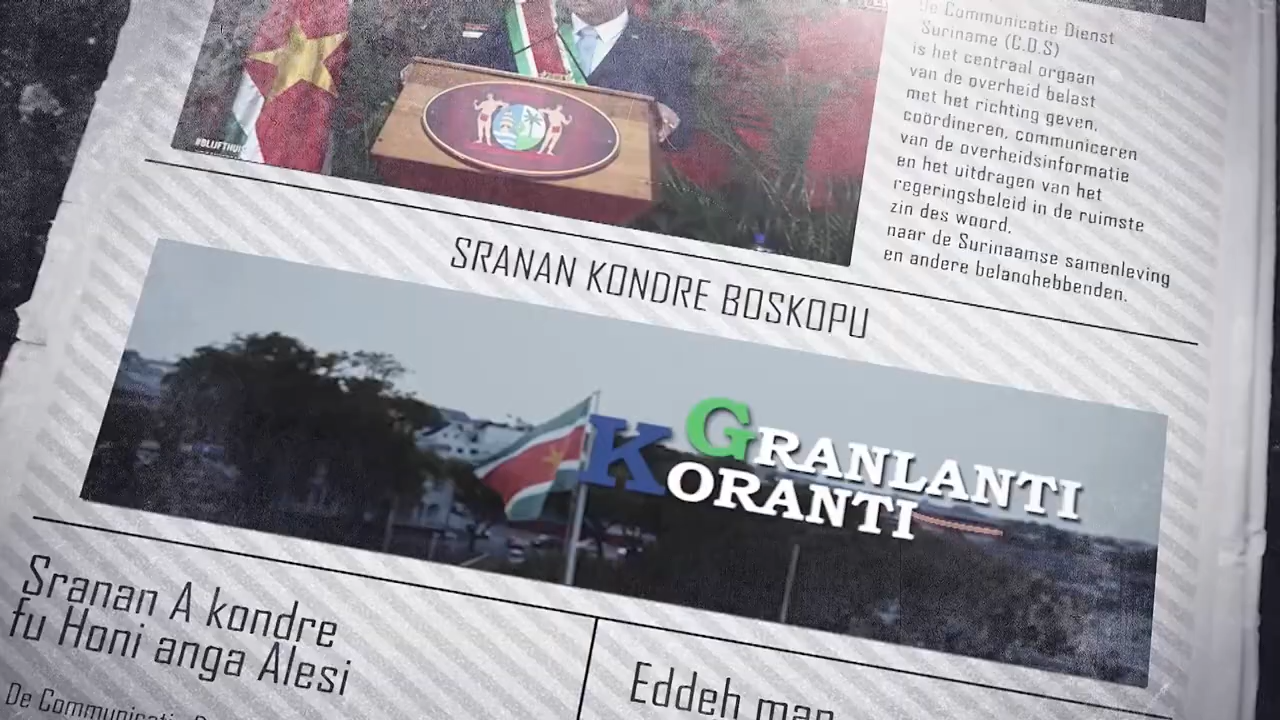 De Communicatie Dienst
Suriname (C.D.S)
is het centraal orgaan
van de overheid belast
met het richting geven,
coördineren, communiceren
van de overheidsinformatie
en het uitdragen van het
regeringsbeleid in de ruimste
zin des woord.
naar de Surinaamse samenleving
en andere belanghebbenden.
SRANAN KONDRE BOSKOPU
GRANLANTI
KORANTI
Sranan A kondre
fu Honi anga Alesi
Eddeh man
De Communicatie